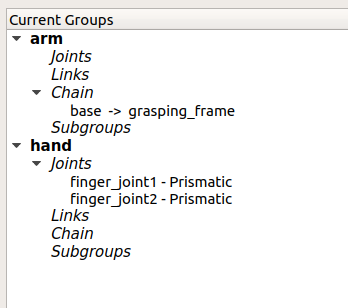 Current Groups
arm
Joints
Links
Chain
base -> grasping_frame
Subgroups
hand
Joints
finger_joint1 - Prismatic
finger_joint2 - Prismatic
Links
Chain
Subgroups